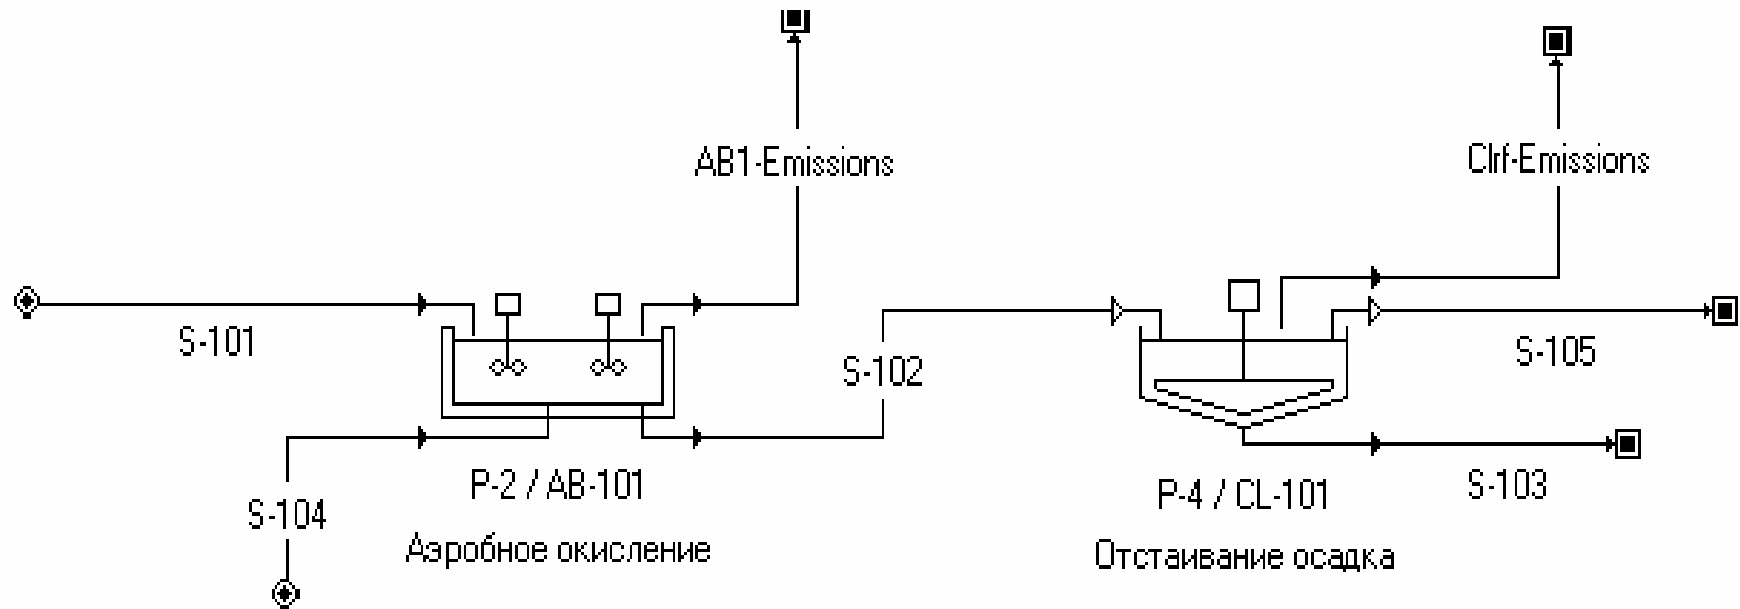 AB1-Emissions
Clrf-Emissions
S-101
S-102
S-105
P-2 / AB-101
P-4 / CL-101
S-103
S-104
Аэробное окисление
Отстаивание осадка